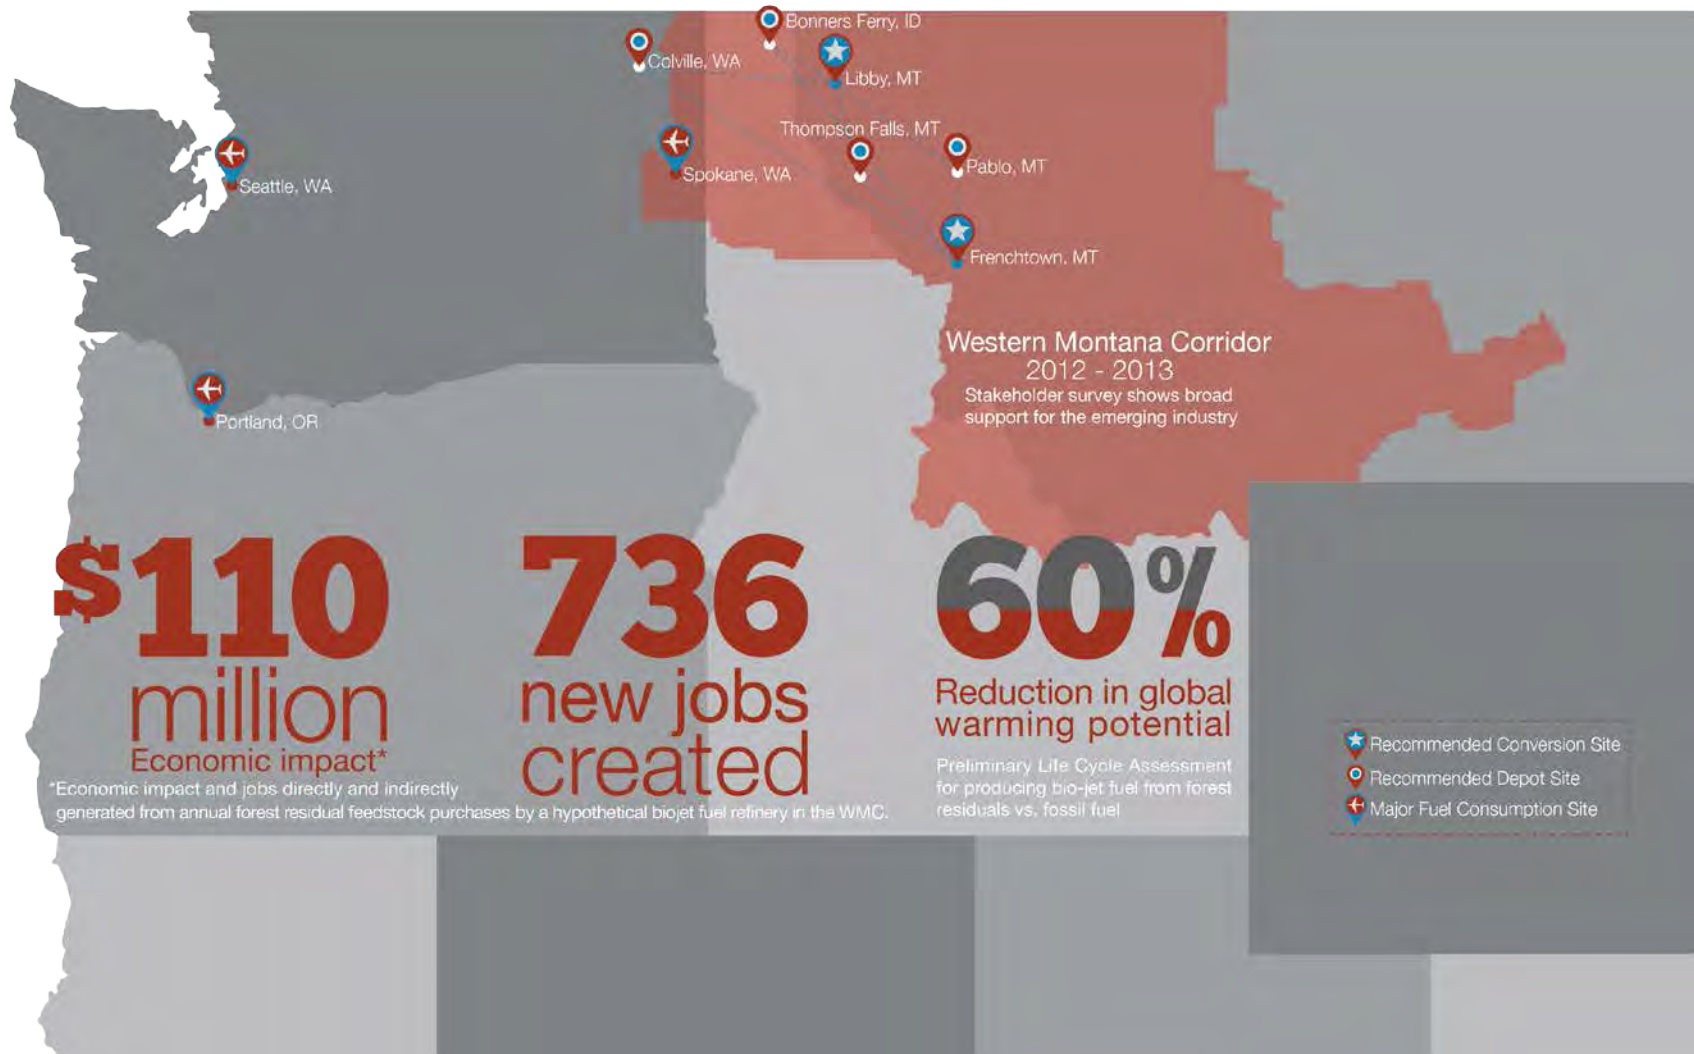 Bonners Ferry, ID
Colville, WA
Libby, MT
Thompson Falls, MT
Pablo, MT
Spokane, WA
Seattle, WA
Frenchtown, MT
Western Montana Corridor
2012 - 2013
Stakeholder survey shows broad
support for the emerging industry
Portland, OR
$110
million
Economic impact*
736
new jobs
created
60%
Reduction in global
warming potential
Preliminary Life Cycle Assessment
for producing bio-jet fuel from forest
residuals vs. fossil fuel
*Economic impact and jobs directly and indirectly
generated from annual forest residual feedstock purchases by a hypothetical biojet fuel refinery in the WMC.
Recommended Conversion Site
Recommended Depot Site
Major Fuel Consumption Site